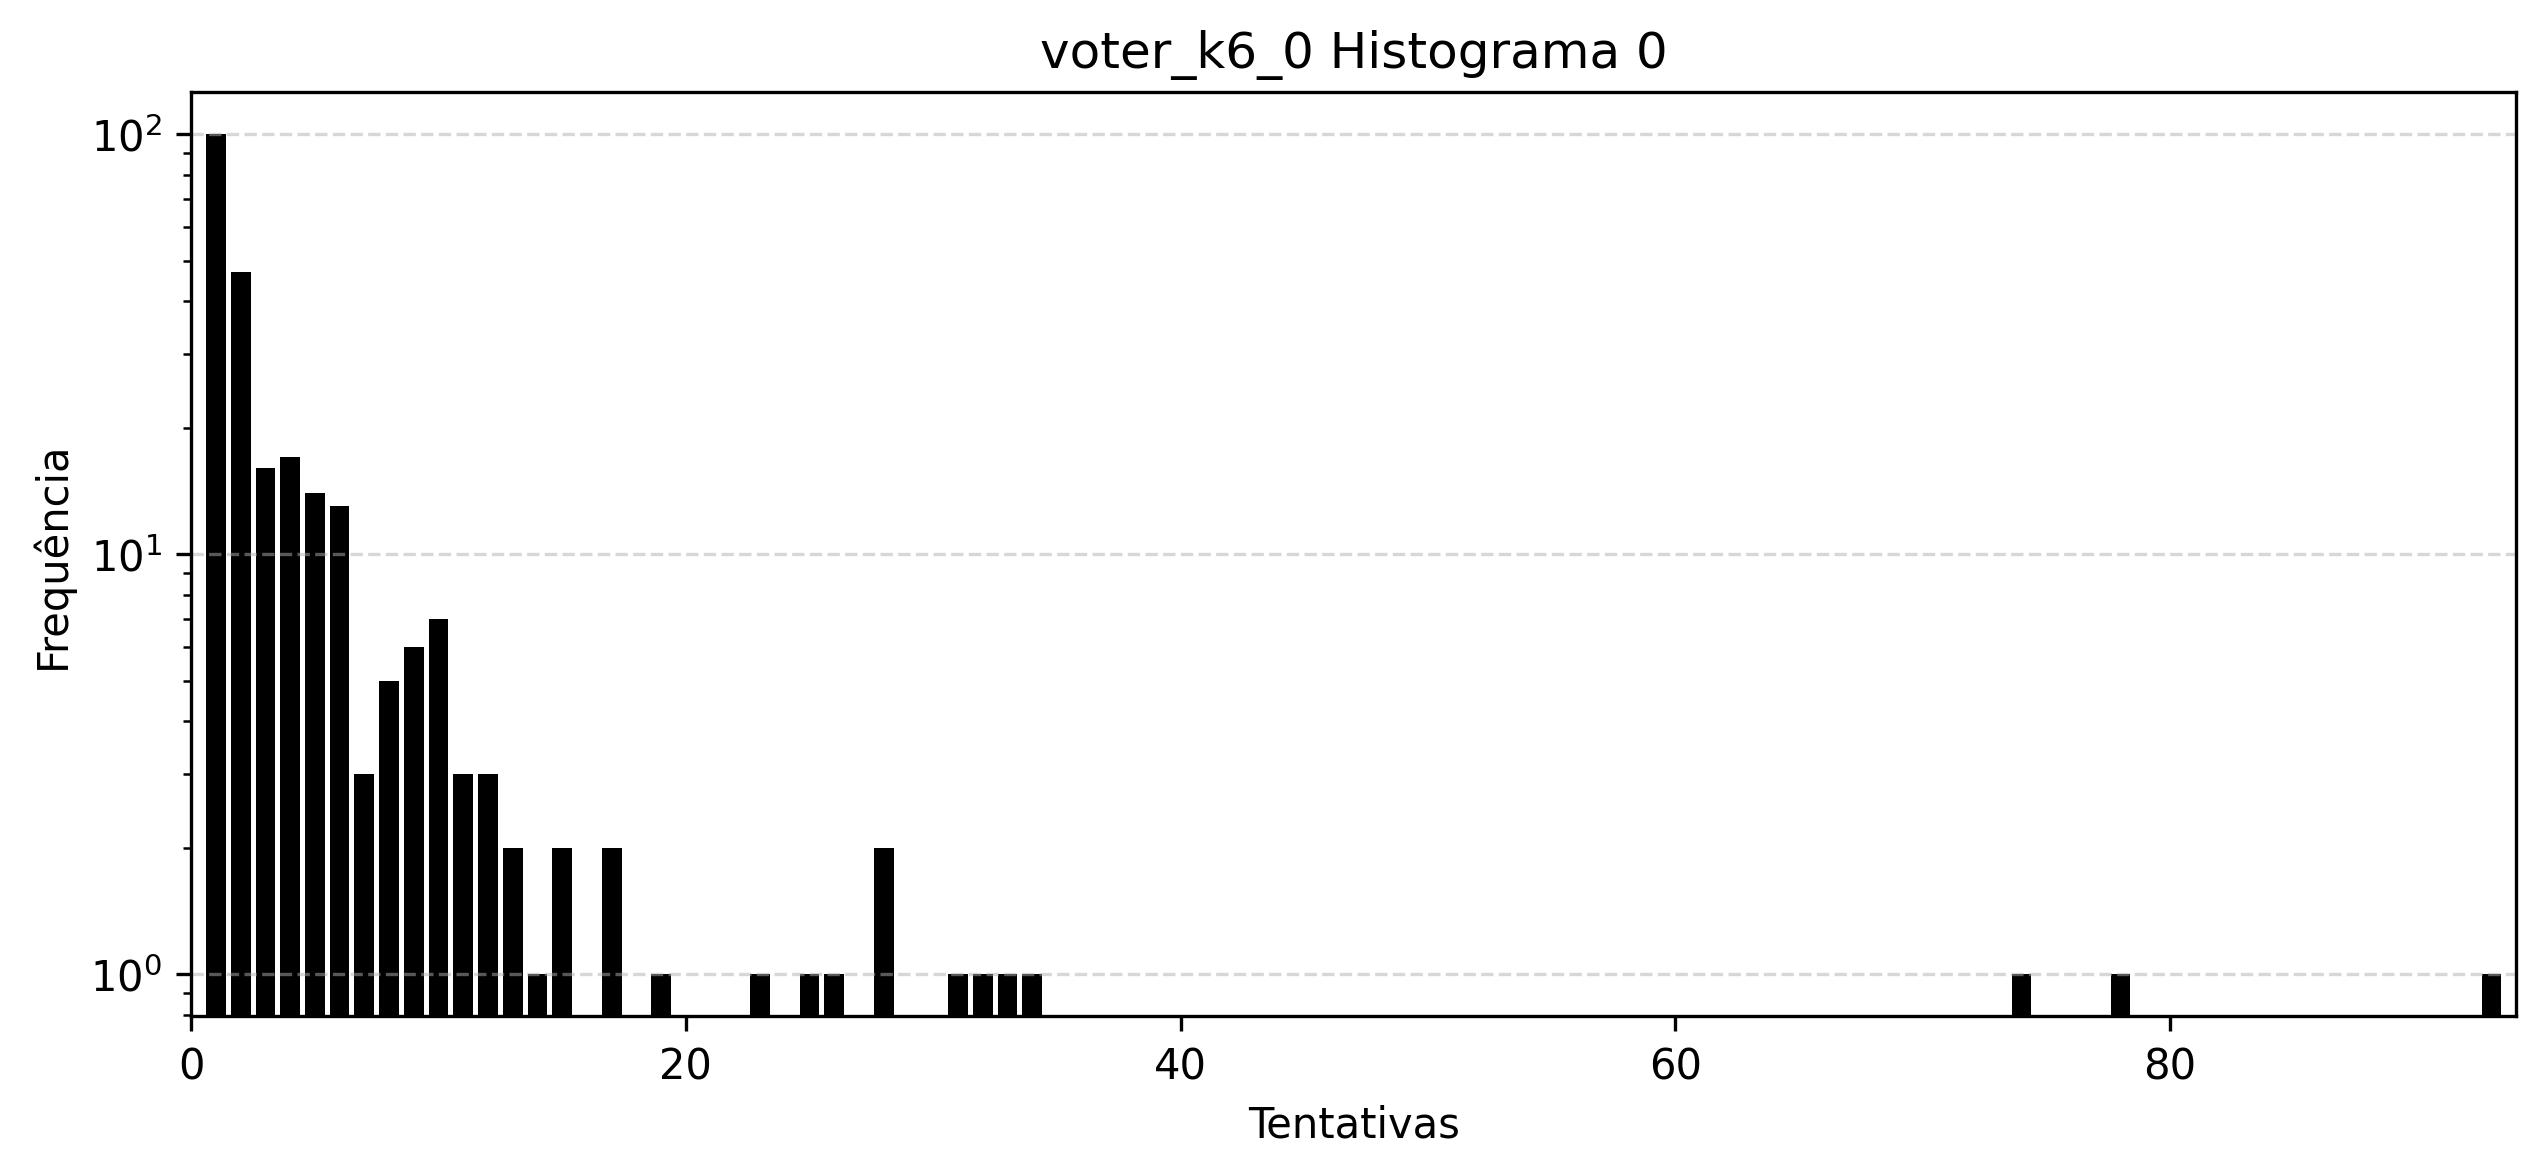 voter_k6_0 Histograma 0
Frequência
10²
10¹
10⁰
0 20 40 60 80
Tentativas